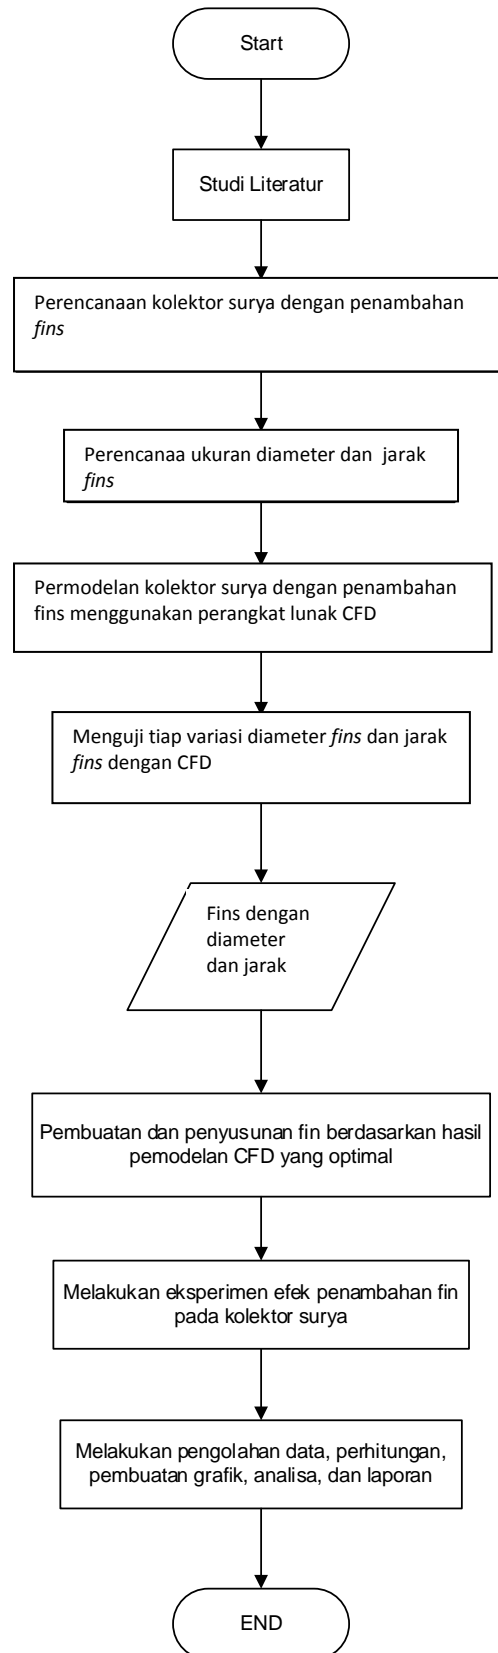 Start
Studi Literatur
Perencanaan kolektor surya dengan penambahan
fins
Perencanaa ukuran diameter dan jarak
fins
Permodelan kolektor surya dengan penambahan
fins menggunakan perangkat lunak CFD
Menguji tiap variasi diameter fins dan jarak
fins dengan CFD
Fins dengan
diameter
dan jarak
Pembuatan dan penyusunan fin berdasarkan hasil
pemodelan CFD yang optimal
Melakukan eksperimen efek penambahan fin
pada kolektor surya
Melakukan pengolahan data, perhitungan,
pembuatan grafik, analisa, dan laporan
END